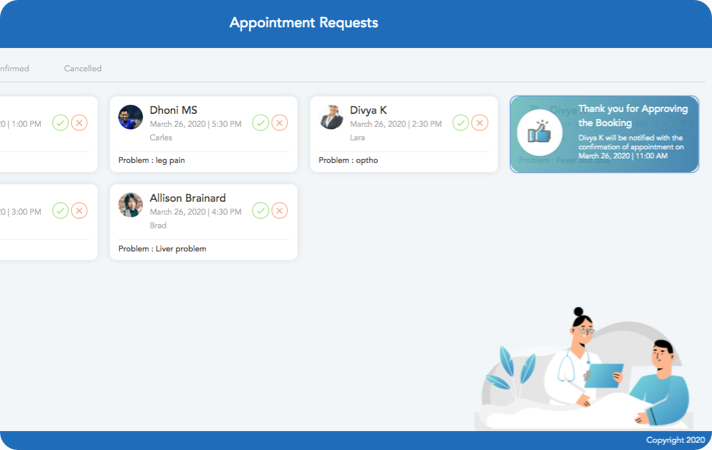 Appointment Requests
nfirmed
Cancelled
20 | 1:00 PM
Dhoni MS
March 26, 2020 | 5:30 PM
Carles
Problem : leg pain
Divya K
March 26, 2020 | 2:30 PM
Lara
Problem : optho
Thank you for Approving
the Booking
Divya K will be notified with the
confirmation of appointment on
March 26, 2020 | 11:00 AM
20 | 3:00 PM
Allison Brainard
March 26, 2020 | 4:30 PM
Brad
Problem : Liver problem
Copyright 2020